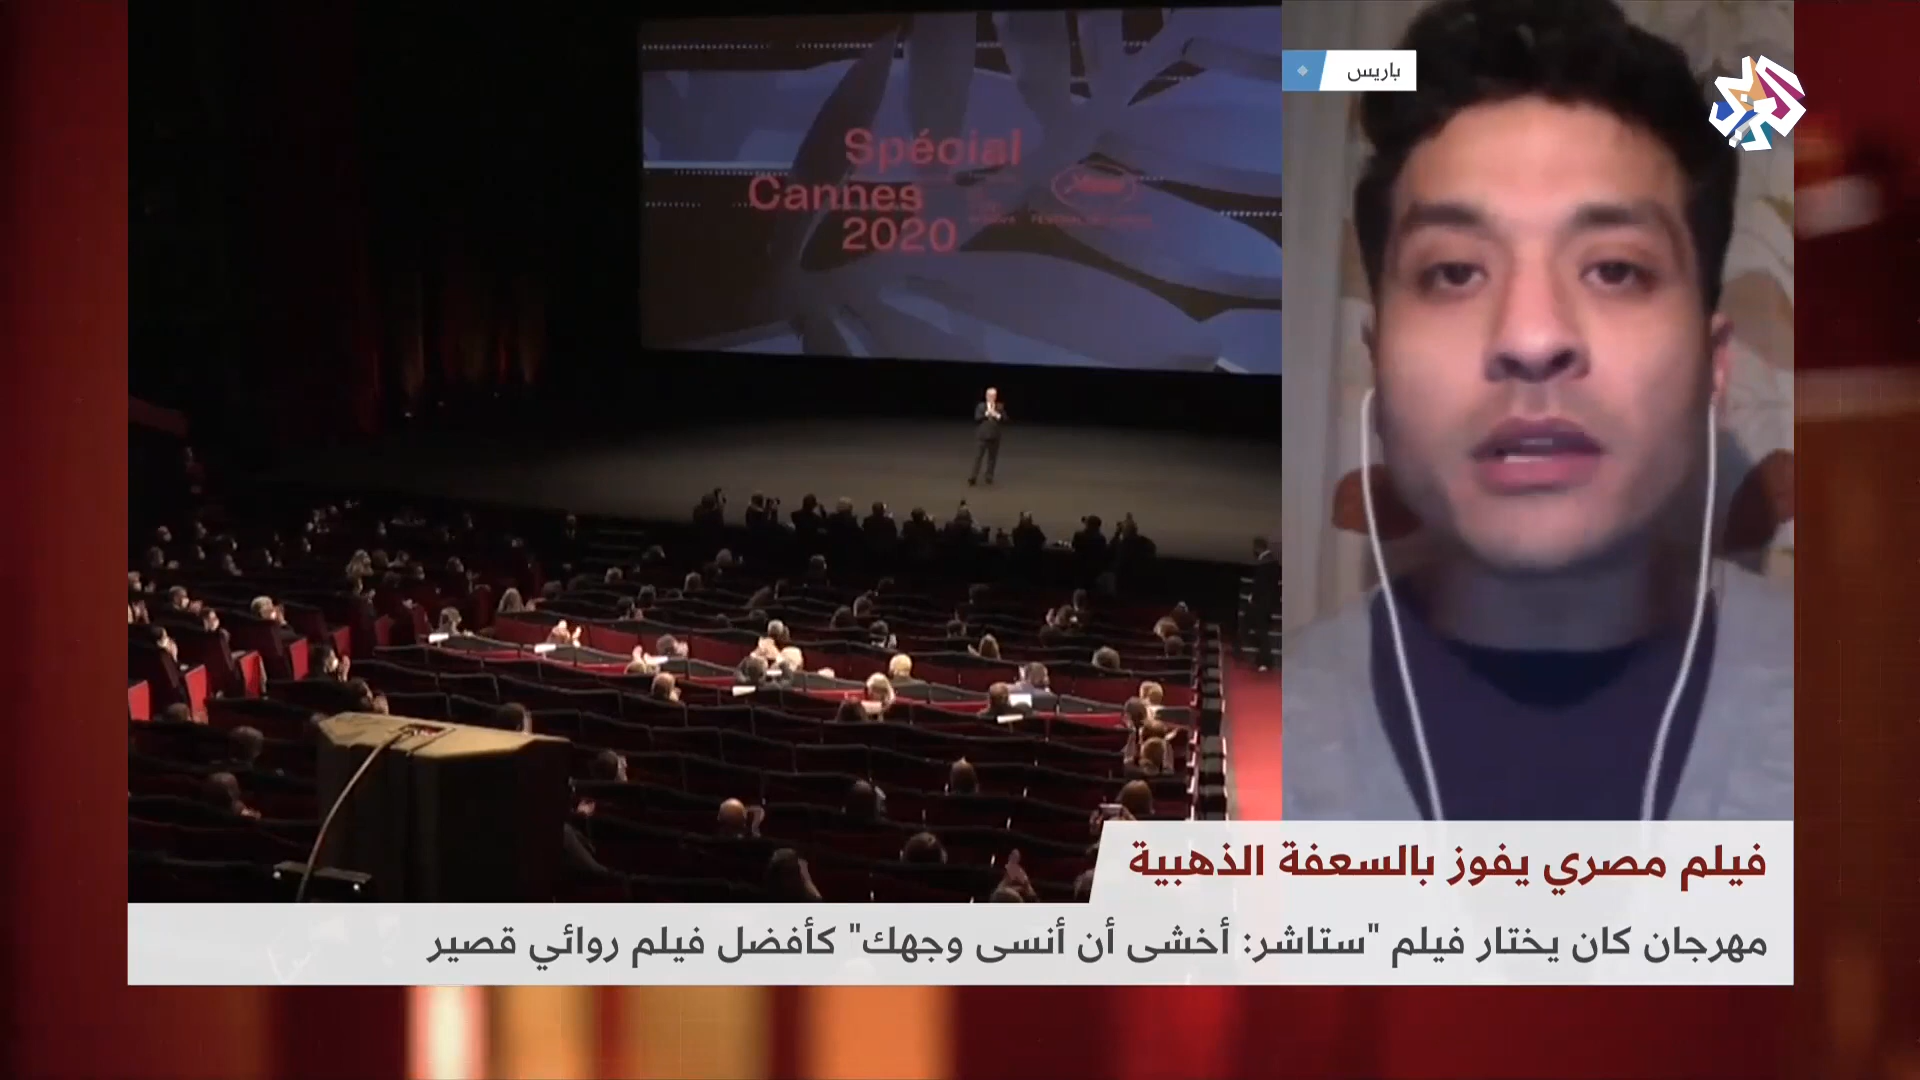 Spécial
Cannes
2020
باريس
فيلم مصري يفوز بالسعفة الذهبية
مهرجان كان يختار فيلم "ستاشر: أخشى أن أنسى وجهك" كأفضل فيلم روائي قصير